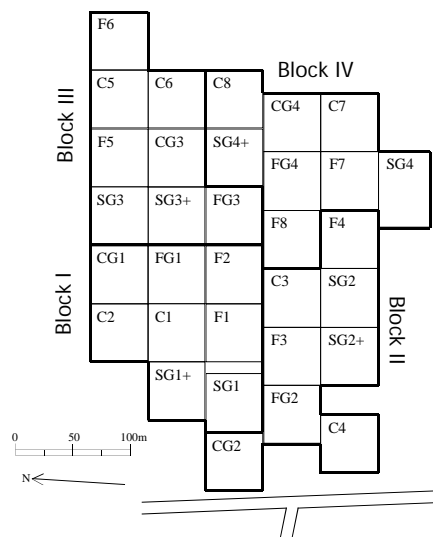 F6
Block IV
C5 C6 C8
CG4 C7
Block III
F5 CG3 SG4+
FG4 F7 SG4
SG3 SG3+ FG3
F8 F4
CG1 FG1 F2
C3 SG2
Block I
C2 C1 F1
Block II
F3 SG2+
SG1+ SG1
FG2
C4
CG2
0 50 100m
N